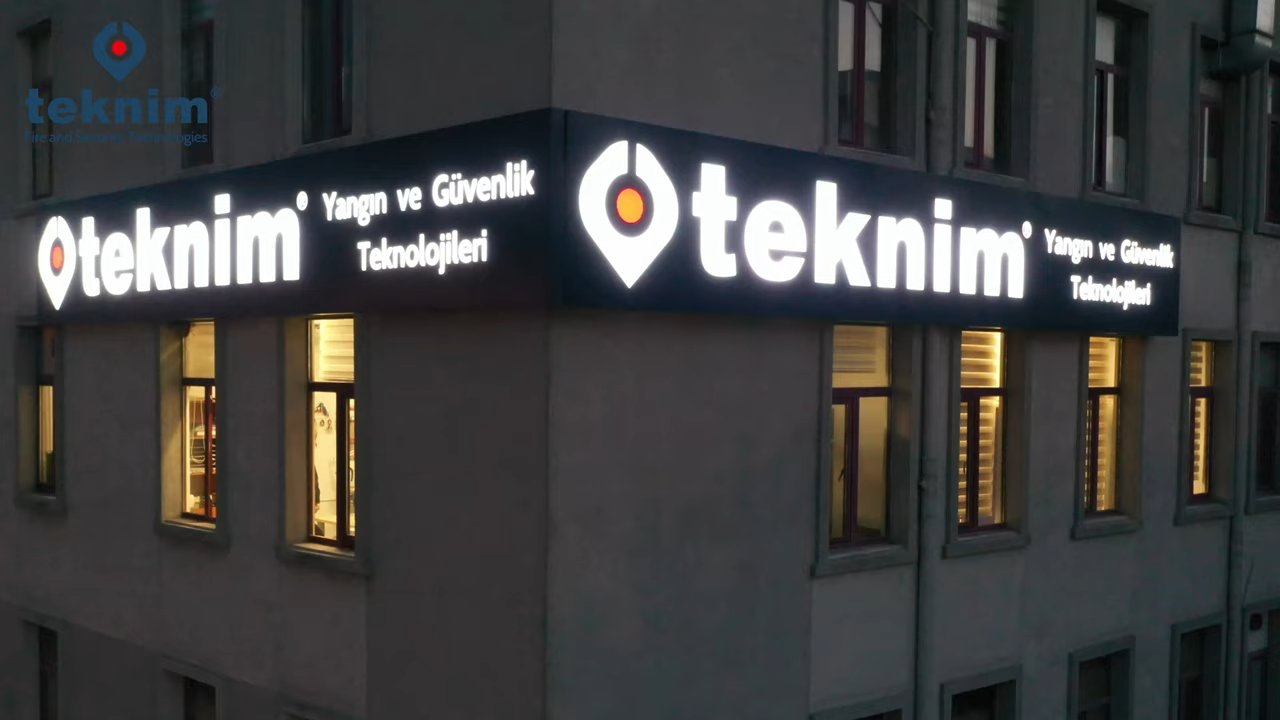 teknim®
Fire and Security Technologies
teknim®
Yangın ve Güvenlik
Teknolojileri
teknim®
Yangın ve Güvenlik
Teknolojileri